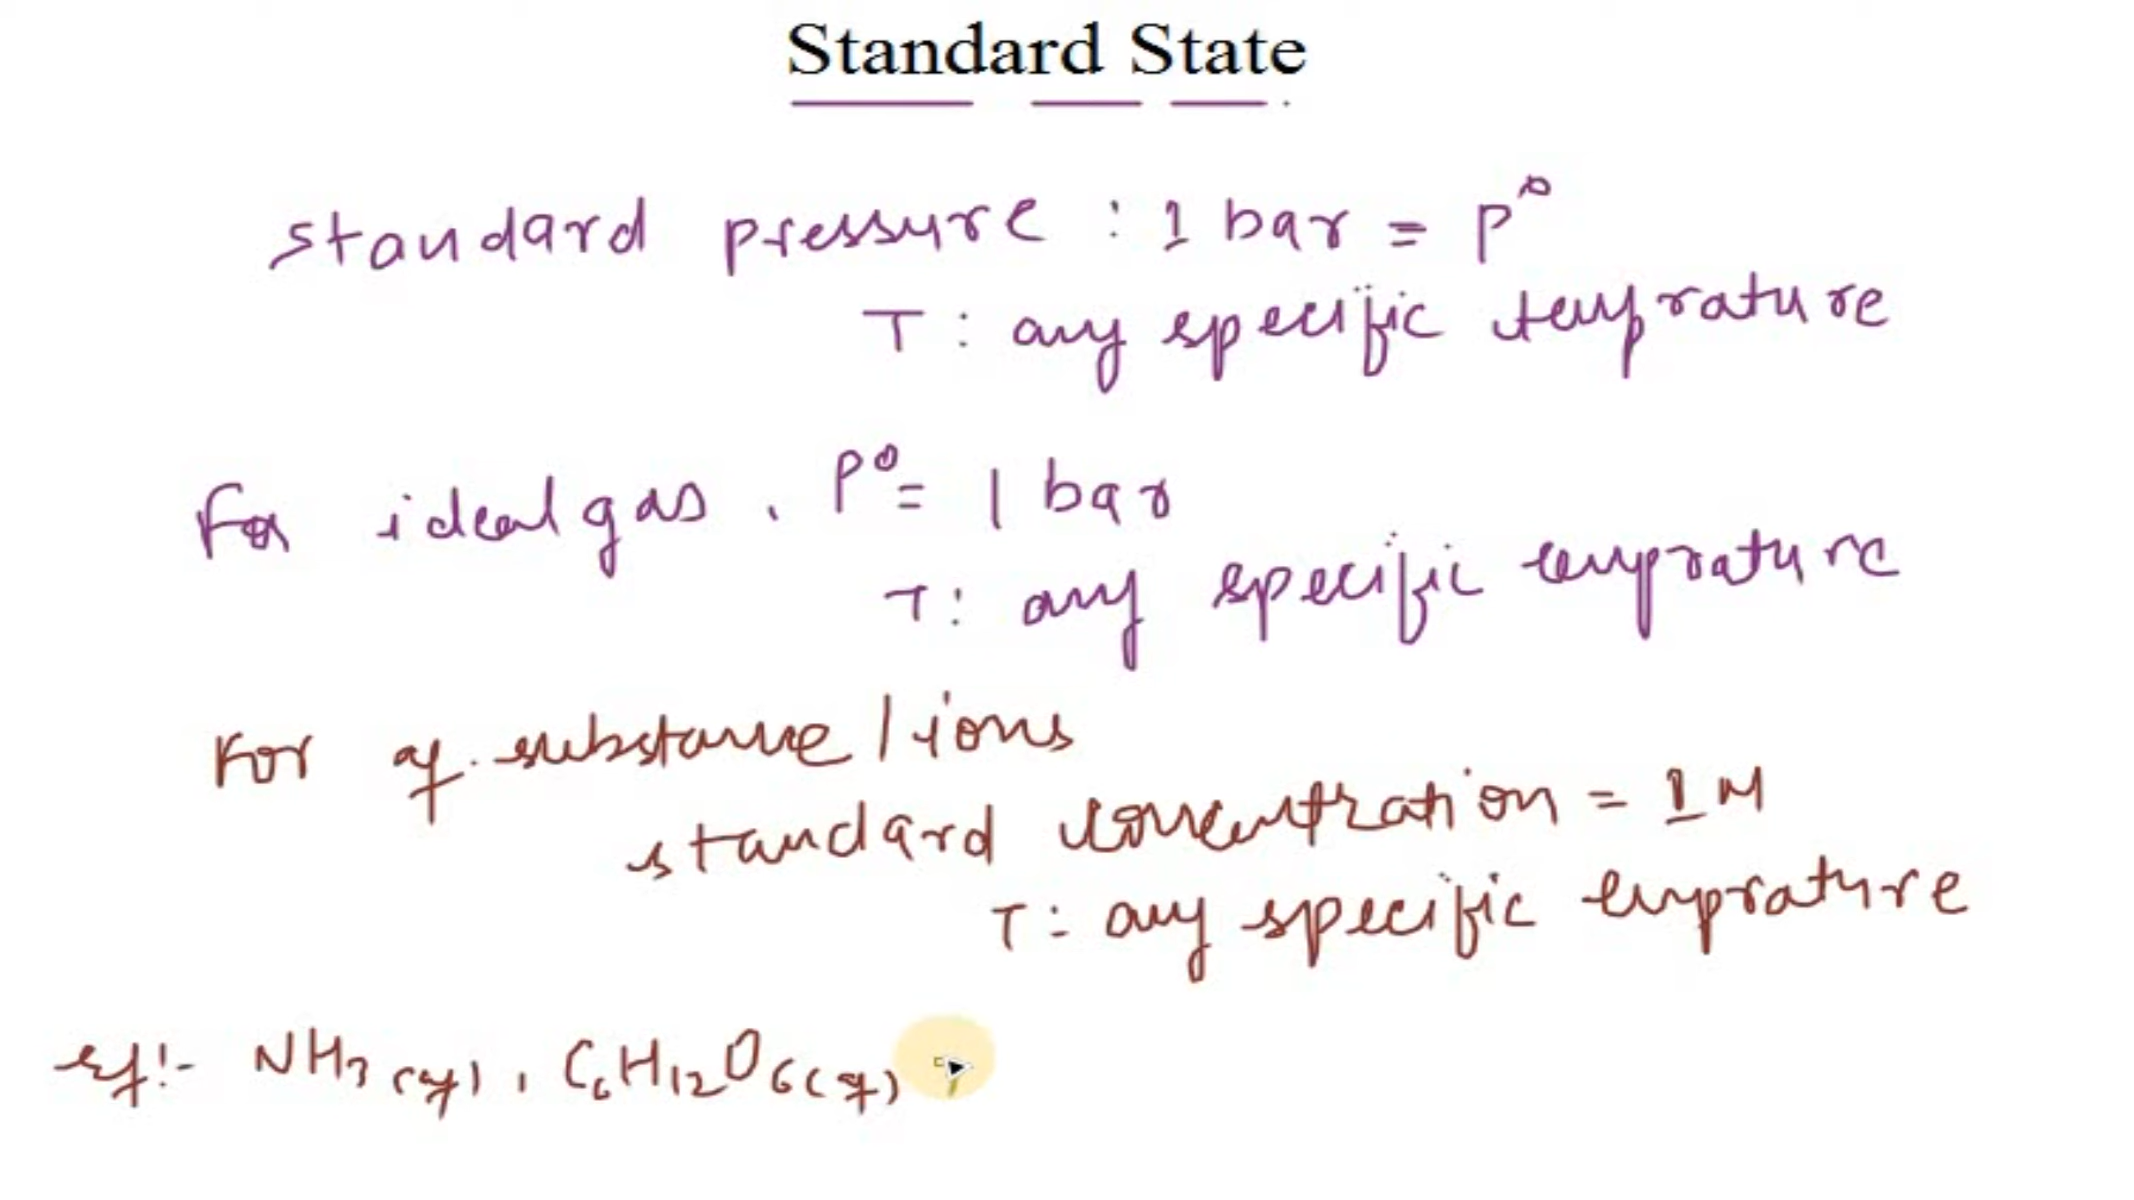 Standard State
standard pressure : 1 bar = P°
T : any specific temprature
For ideal gas , P° = 1 bar
T : any specific temprature
For aq. substance / ions
standard concentration = 1 M
T : any specific temprature
eg:- NH3 (aq) , C6H12O6 (aq)